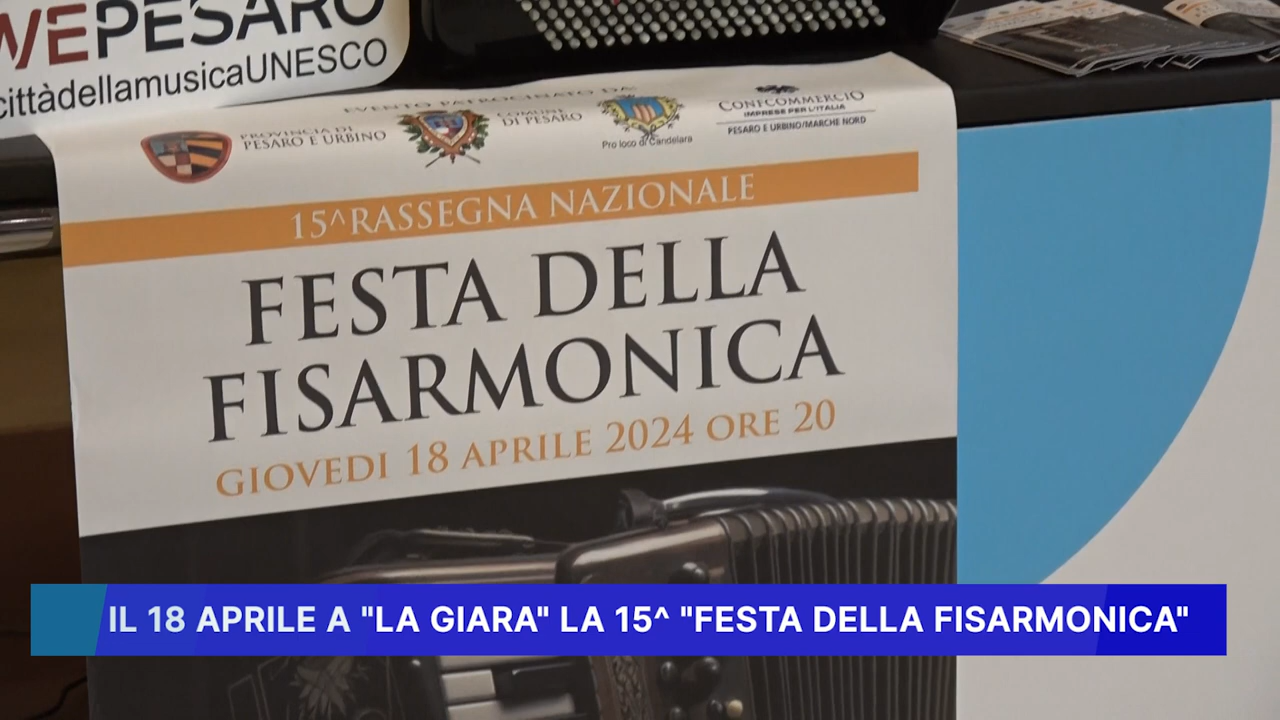 WEPESARO
cittàdellamusicaUNESCO
EVENTO PATROCINATO DA
PROVINCIA DI
PESARO E URBINO
COMUNE
DI PESARO
Pro loco di Candelara
CONFCOMMERCIO
IMPRESE PER L'ITALIA
PESARO E URBINO/MARCHE NORD
15^RASSEGNA NAZIONALE
FESTA DELLA
FISARMONICA
GIOVEDI 18 APRILE 2024 ORE 20
IL 18 APRILE A "LA GIARA" LA 15^ "FESTA DELLA FISARMONICA"